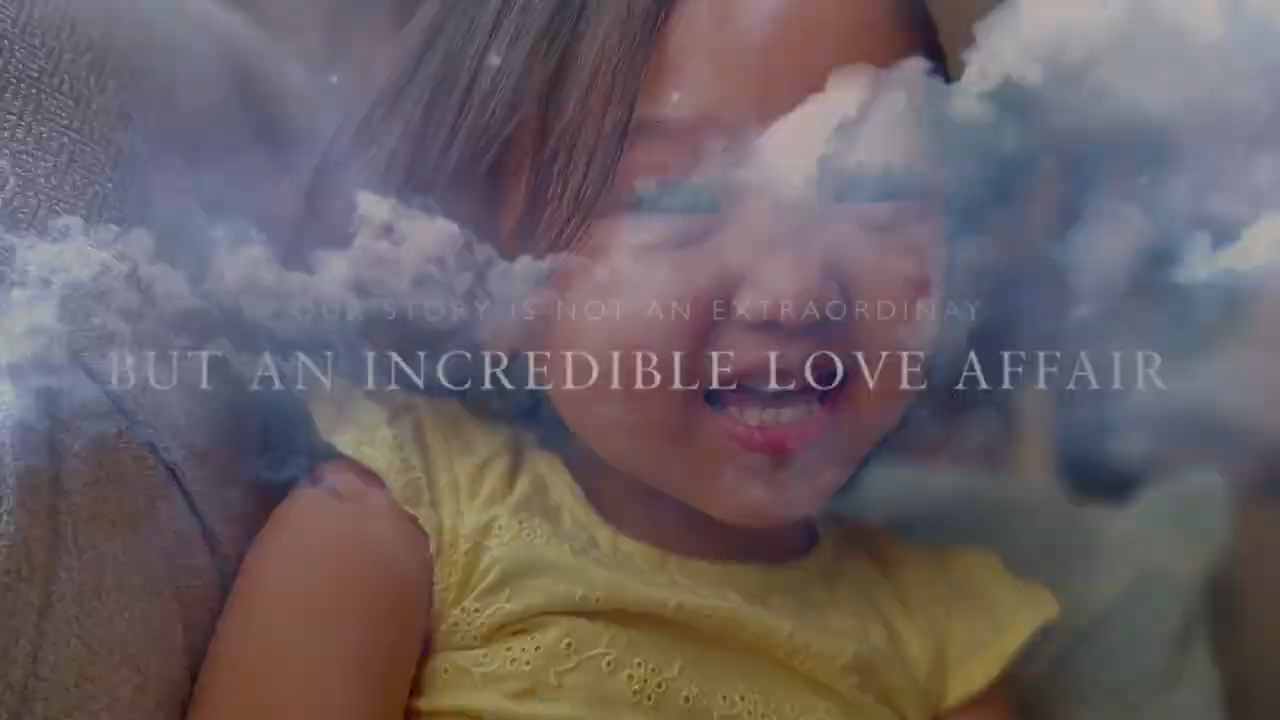 OUR STORY IS NOT AN EXTRAORDINAY
BUT AN INCREDIBLE LOVE AFFAIR